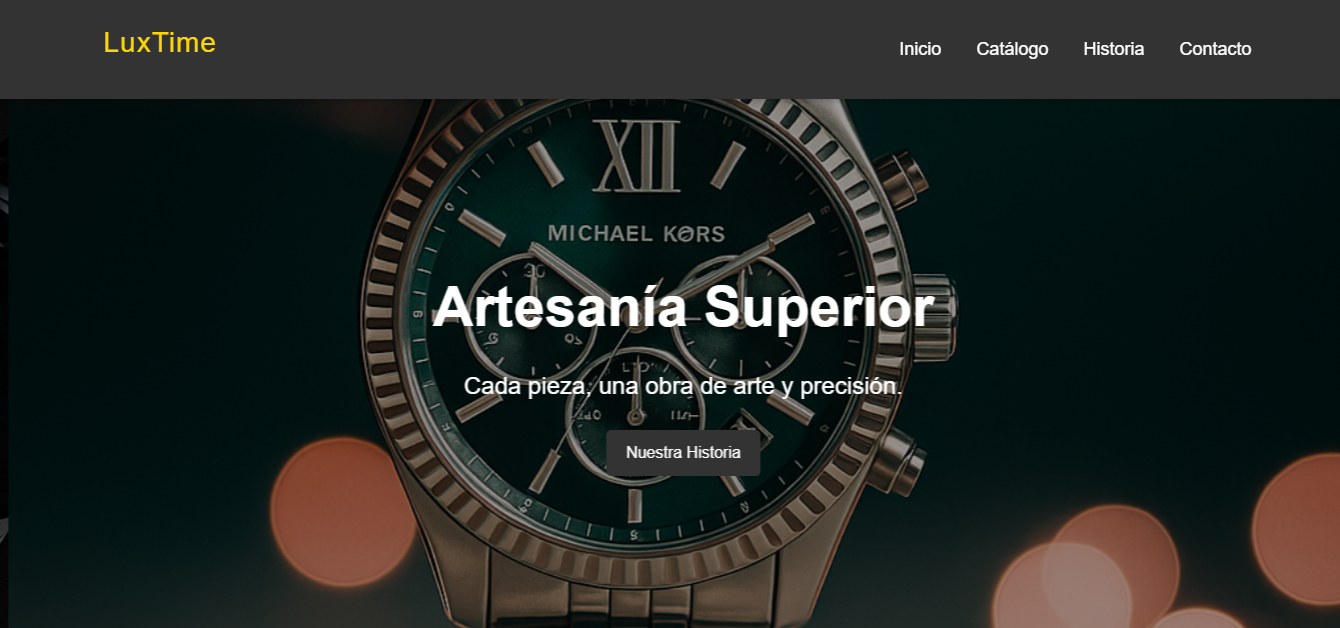 LuxTime
Inicio Catálogo Historia Contacto
XII
MICHAEL KORS
30
Artesanía Superior
Cada pieza, una obra de arte y precisión.
Nuestra Historia